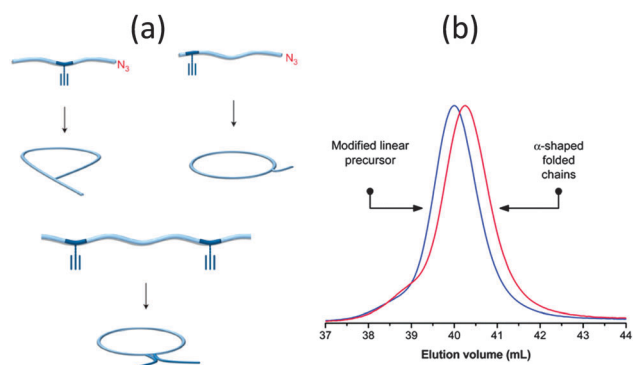 (a)
(b)
N₃
N₃
Modified linear
precursor
α-shaped
folded
chains
37
38
39
40
41
42
43
44
Elution volume (mL)